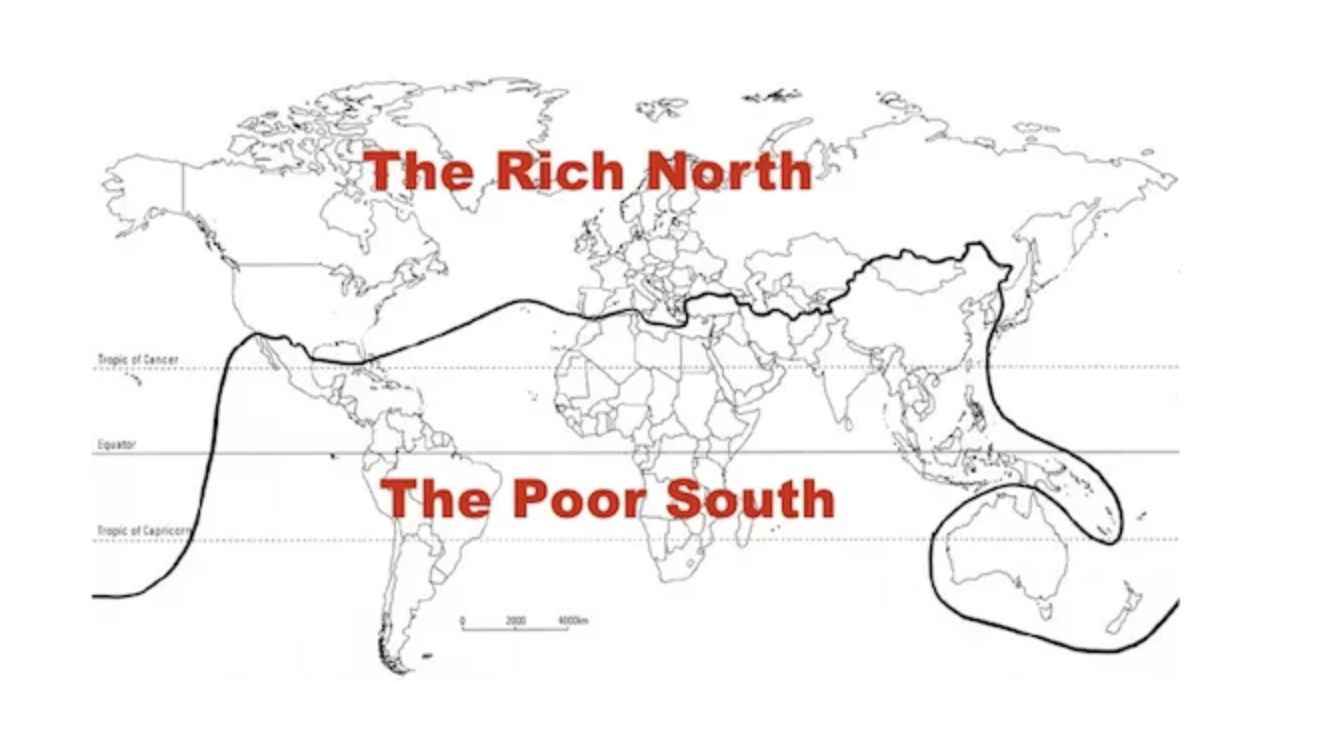 The Rich North
Tropic of Cancer
Equator
The Poor South
Tropic of Capricorn
0 2000 4000km